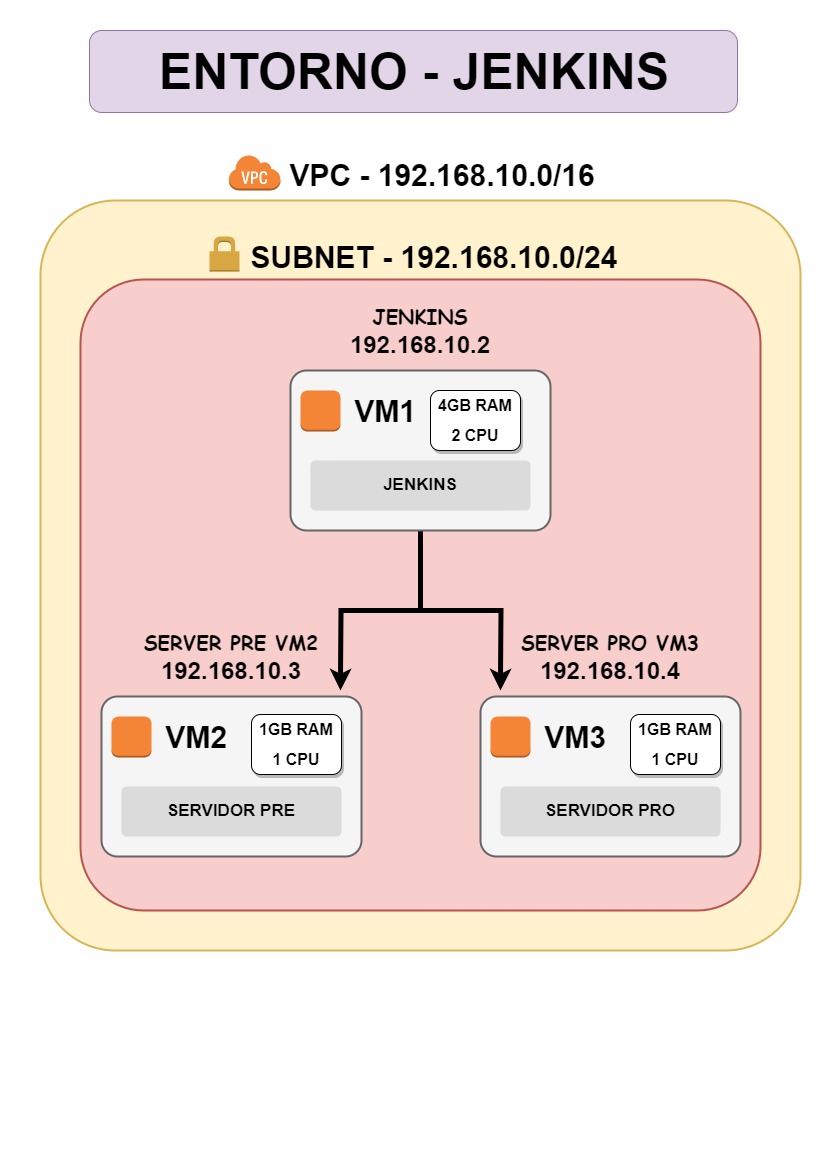 ENTORNO - JENKINS
VPC
VPC - 192.168.10.0/16
SUBNET - 192.168.10.0/24
JENKINS
192.168.10.2
VM1
4GB RAM
2 CPU
JENKINS
SERVER PRE VM2
192.168.10.3
VM2
1GB RAM
1 CPU
SERVIDOR PRE
SERVER PRO VM3
192.168.10.4
VM3
1GB RAM
1 CPU
SERVIDOR PRO